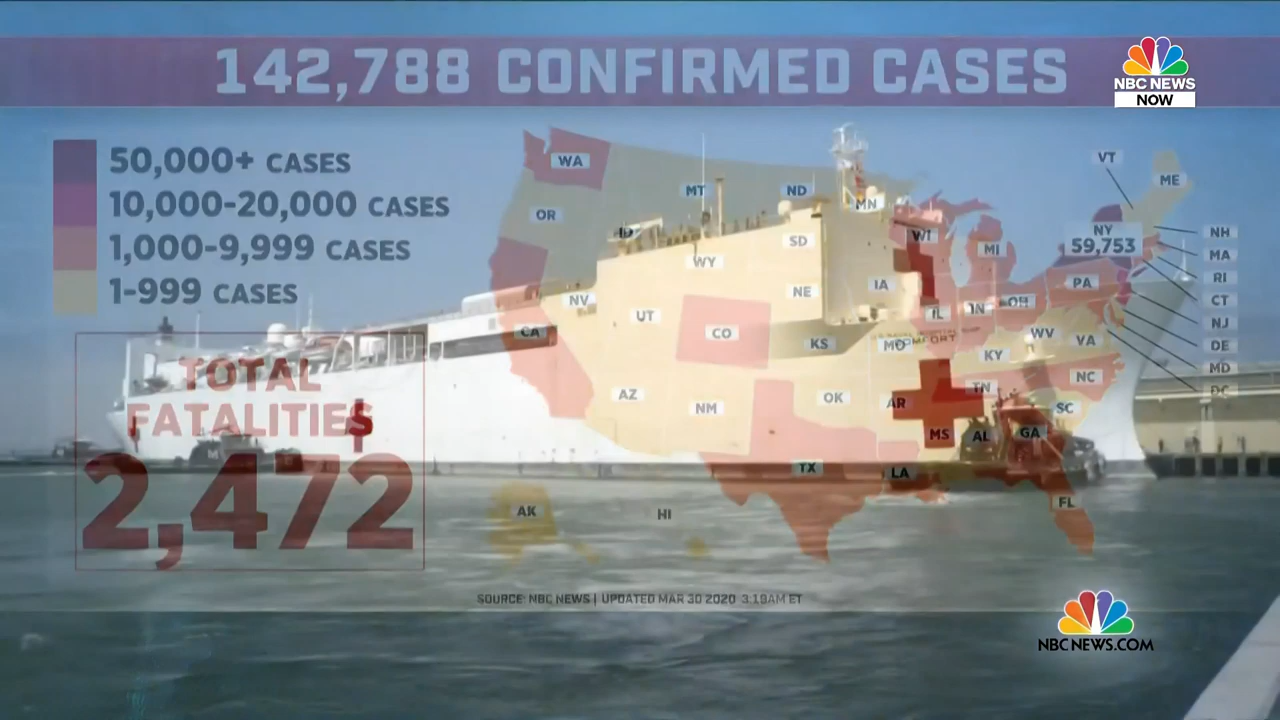 142,788 CONFIRMED CASES
NBC NEWS
NOW
50,000+ CASES
10,000-20,000 CASES
1,000-9,999 CASES
1-999 CASES
TOTAL
FATALITIES
2,472
WA
MT
ND
MN
VT
ME
OR
ID
SD
WI
MI
NY
59,753
NH
MA
WY
RI
NV
NE
IA
PA
CT
UT
IL
IN
OH
NJ
CA
CO
KS
MO
COMFORT
KY
WV
VA
DE
MD
DC
AZ
NM
OK
AR
TN
NC
SC
MS
AL
GA
TX
LA
FL
AK
HI
SOURCE: NBC NEWS | UPDATED MAR 30 2020 3:19AM ET
NBCNEWS.COM